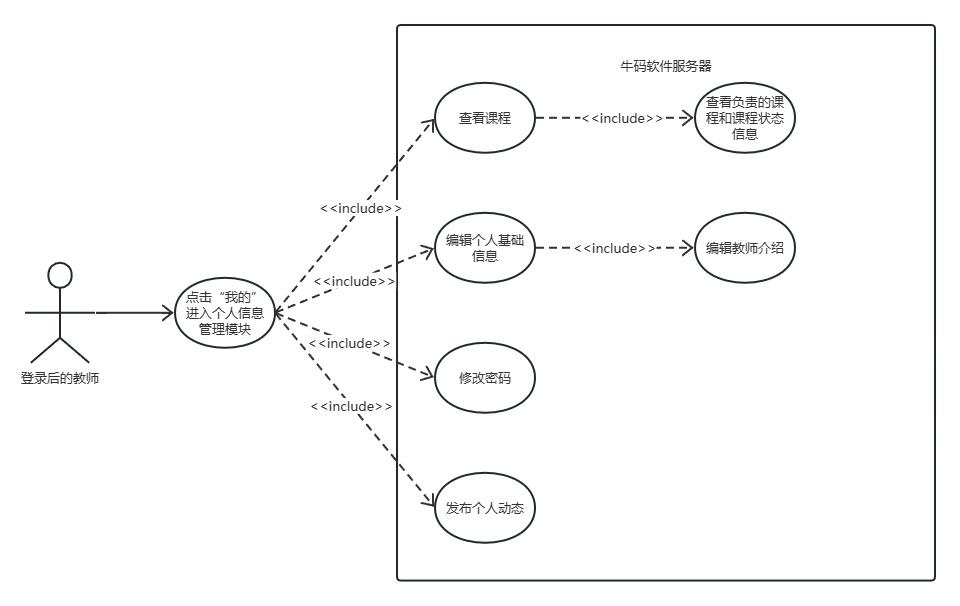 牛码软件服务器
查看课程
<<include>>
查看负责的课
程和课程状态
信息
<<include>>
编辑个人基础
信息
<<include>>
编辑教师介绍
<<include>>
点击“我的”
进入个人信息
管理模块
<<include>>
登录后的教师
修改密码
<<include>>
发布个人动态